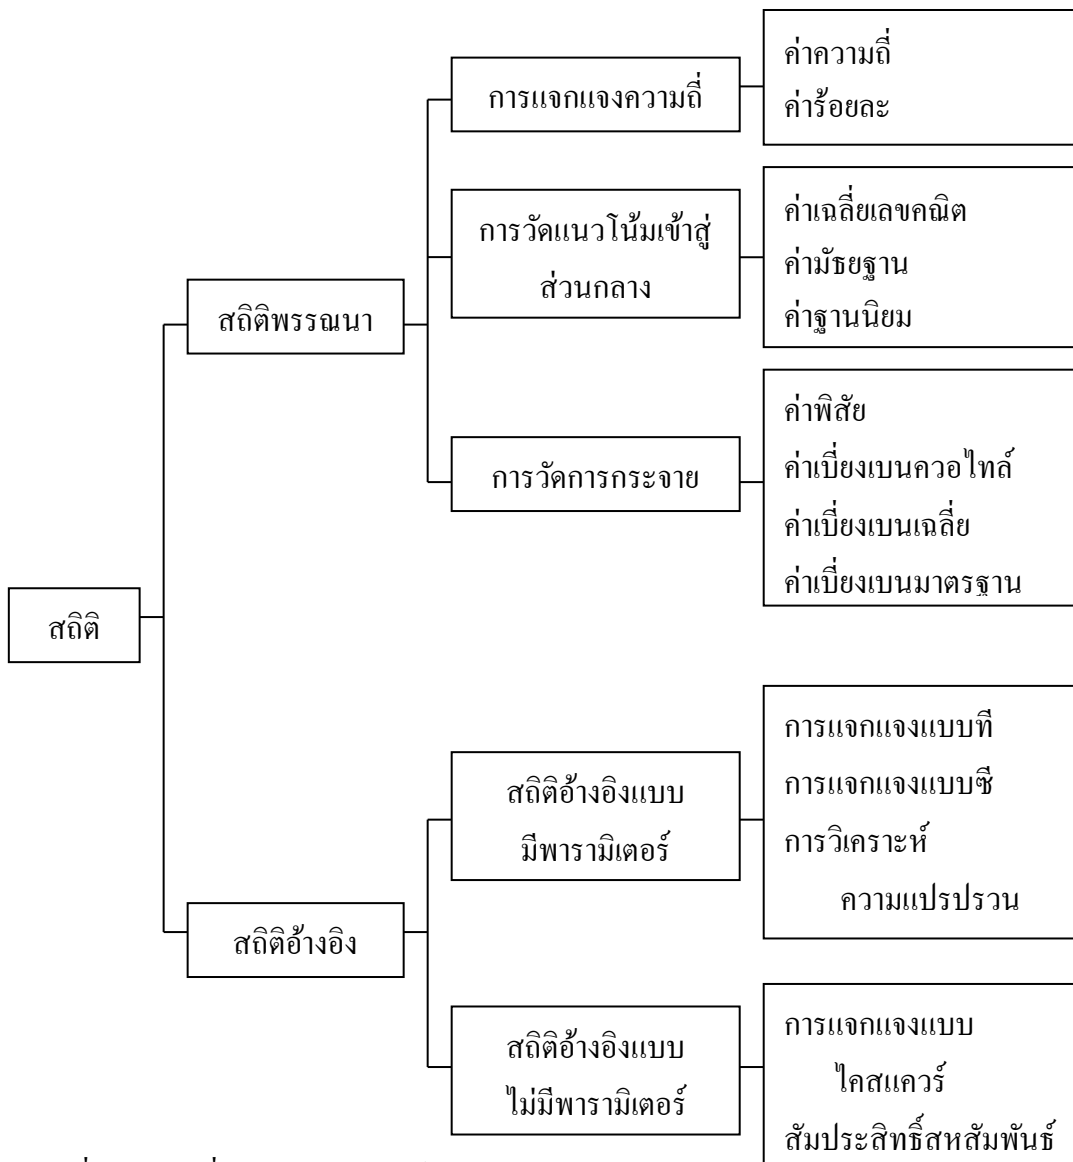 ค่าความถี่
ค่าร้อยละ
การแจกแจงความถี่
ค่าเฉลี่ยเลขคณิต
ค่ามัธยฐาน
ค่าฐานนิยม
การวัดแนวโน้มเข้าสู่
ส่วนกลาง
สถิติพรรณนา
ค่าพิสัย
ค่าเบี่ยงเบนควอไทล์
ค่าเบี่ยงเบนเฉลี่ย
ค่าเบี่ยงเบนมาตรฐาน
การวัดการกระจาย
สถิติ
การแจกแจงแบบที
การแจกแจงแบบซี
การวิเคราะห์
ความแปรปรวน
สถิติอ้างอิงแบบ
มีพารามิเตอร์
สถิติอ้างอิง
การแจกแจงแบบ
ไคสแควร์
สัมประสิทธิ์สหสัมพันธ์
สถิติอ้างอิงแบบ
ไม่มีพารามิเตอร์